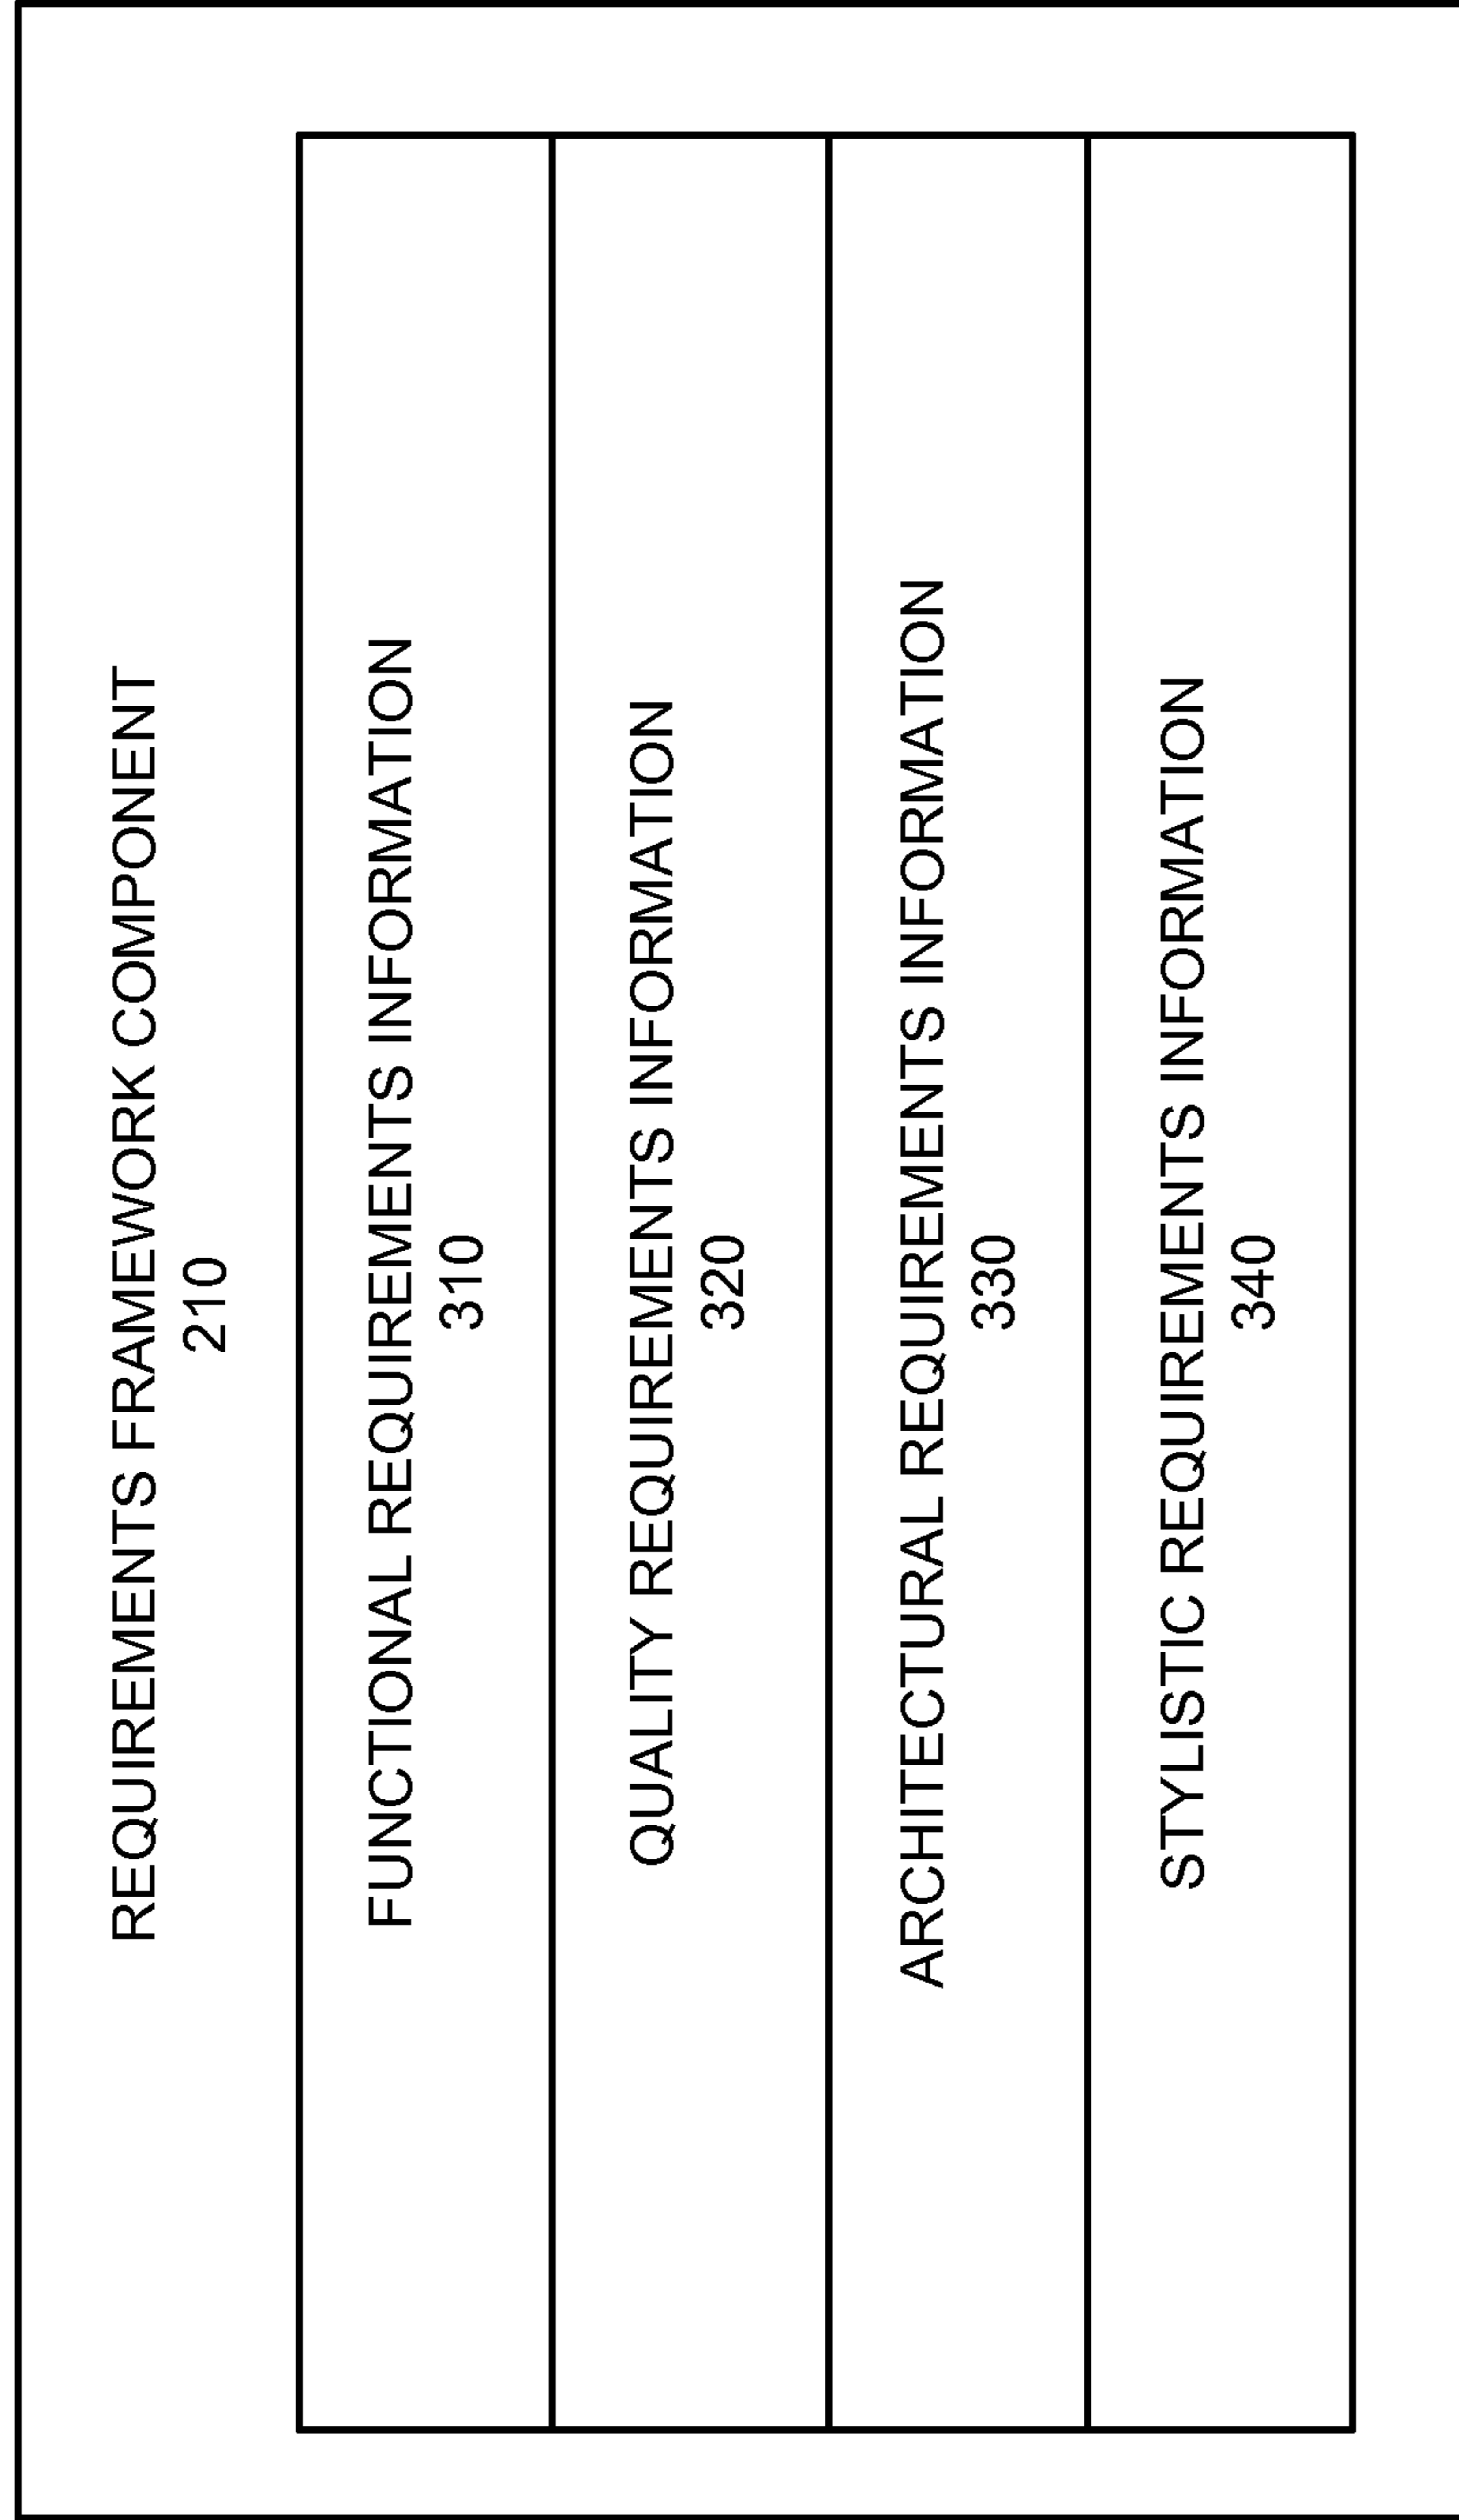 REQUIREMENTS FRAMEWORK COMPONENT
210
FUNCTIONAL REQUIREMENTS INFORMATION
310
QUALITY REQUIREMENTS INFORMATION
320
ARCHITECTURAL REQUIREMENTS INFORMATION
330
STYLISTIC REQUIREMENTS INFORMATION
340